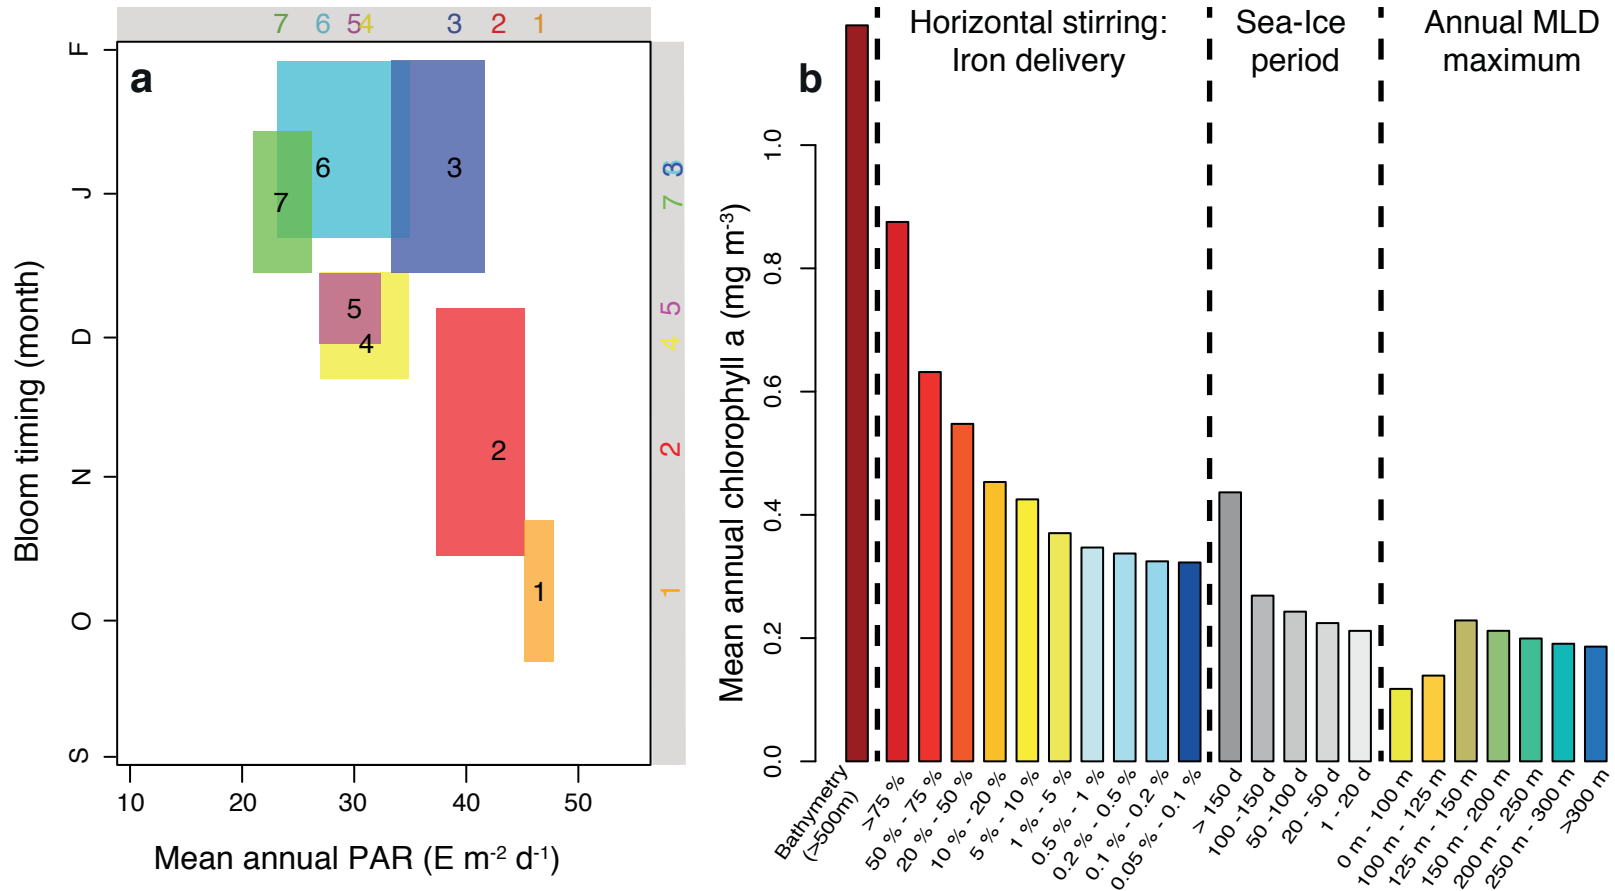 7 6 5 4 3 2 1
a
F
J
D
N
O
S
Bloom timing (month)
6
3
7
5
4
2
1
3
7
5
4
2
1
10 20 30 40 50
Mean annual PAR (E m-2 d-1)
b
Horizontal stirring:
Iron delivery
Sea-Ice
period
Annual MLD
maximum
Mean annual chlorophyll a (mg m-3)
1.0
0.8
0.6
0.4
0.2
0.0
Bathymetry
(>500m)
>75 %
50 % - 75 %
20 % - 50 %
10 % - 20 %
5 % - 10 %
1 % - 5 %
0.5 % - 1 %
0.2 % - 0.5 %
0.1 % - 0.2 %
0.05 % - 0.1 %
> 150 d
100 -150 d
50 -100 d
20 - 50 d
1 - 20 d
0 m - 100 m
100 m - 125 m
125 m - 150 m
150 m - 200 m
200 m - 250 m
250 m - 300 m
>300 m